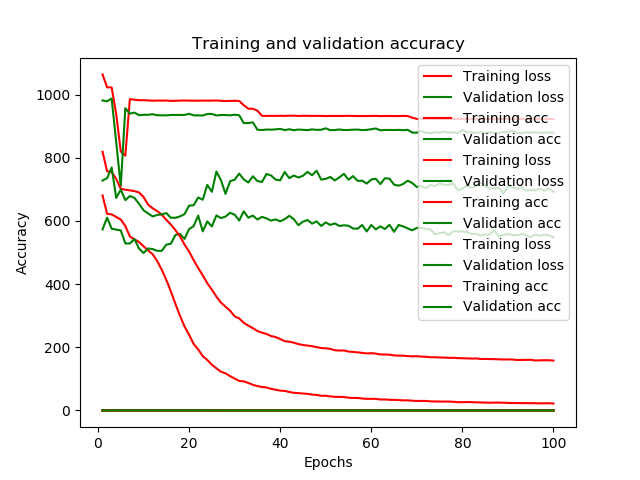 Training and validation accuracy
Training loss
Validation loss
Training acc
Validation acc
Training loss
Validation loss
Training acc
Validation acc
Training loss
Validation loss
Training acc
Validation acc
1000
800
600
400
200
0
Accuracy
0 20 40 60 80 100
Epochs